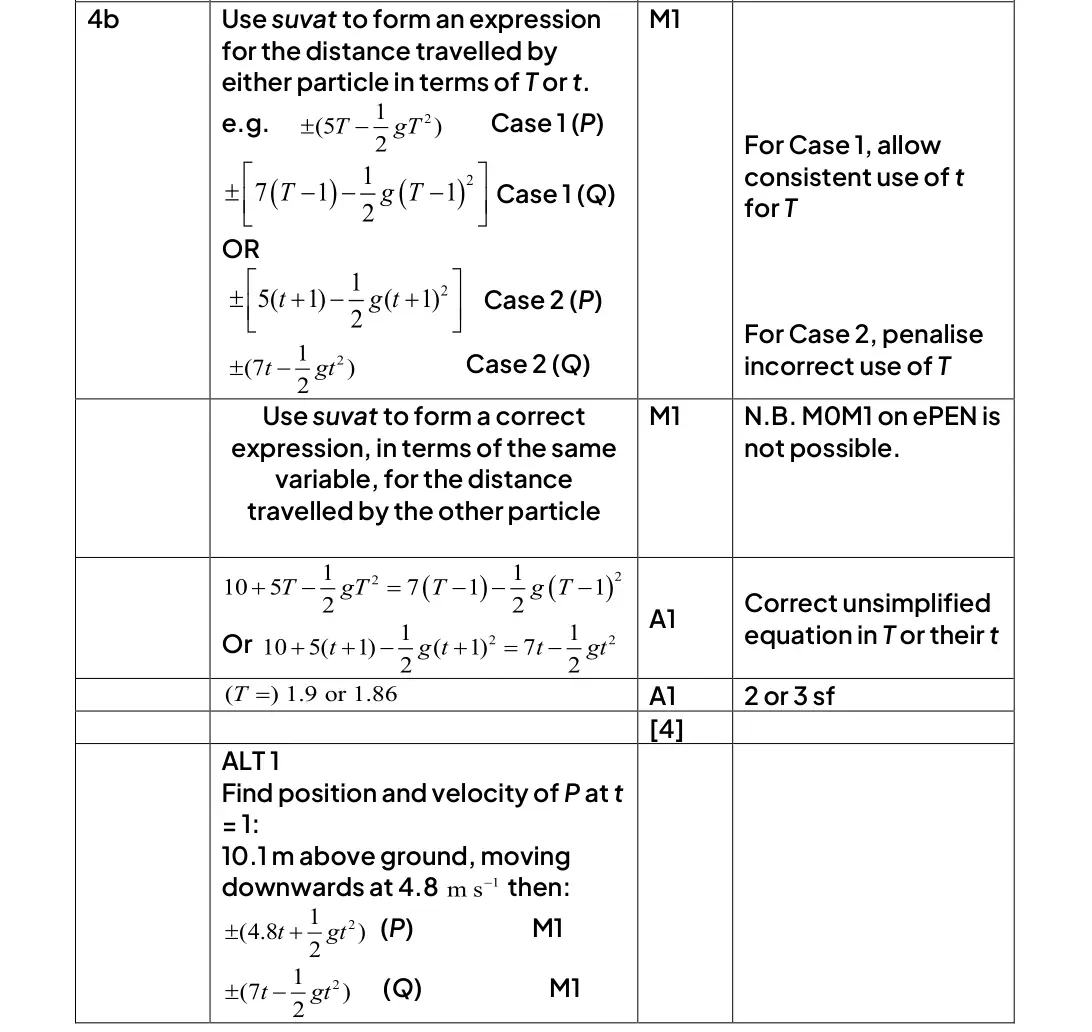 4b
Use suvat to form an expression
for the distance travelled by
either particle in terms of T or t.
e.g. ±(5T − 1/2 gT²) Case 1 (P)
±[7(T − 1) − 1/2 g(T − 1)²] Case 1 (Q)
OR
±[5(t + 1) − 1/2 g(t + 1)²] Case 2 (P)
±(7t − 1/2 gt²) Case 2 (Q)
M1
For Case 1, allow
consistent use of t
for T
For Case 2, penalise
incorrect use of T
Use suvat to form a correct
expression, in terms of the same
variable, for the distance
travelled by the other particle
M1
N.B. M0M1 on ePEN is
not possible.
10 + 5T − 1/2 gT² = 7(T − 1) − 1/2 g(T − 1)²
Or 10 + 5(t + 1) − 1/2 g(t + 1)² = 7t − 1/2 gt²
A1
Correct unsimplified
equation in T or their t
(T =) 1.9 or 1.86
A1
2 or 3 sf
[4]
ALT 1
Find position and velocity of P at t
= 1:
10.1 m above ground, moving
downwards at 4.8 m s⁻¹ then:
±(4.8t + 1/2 gt²) (P) M1
±(7t − 1/2 gt²) (Q) M1